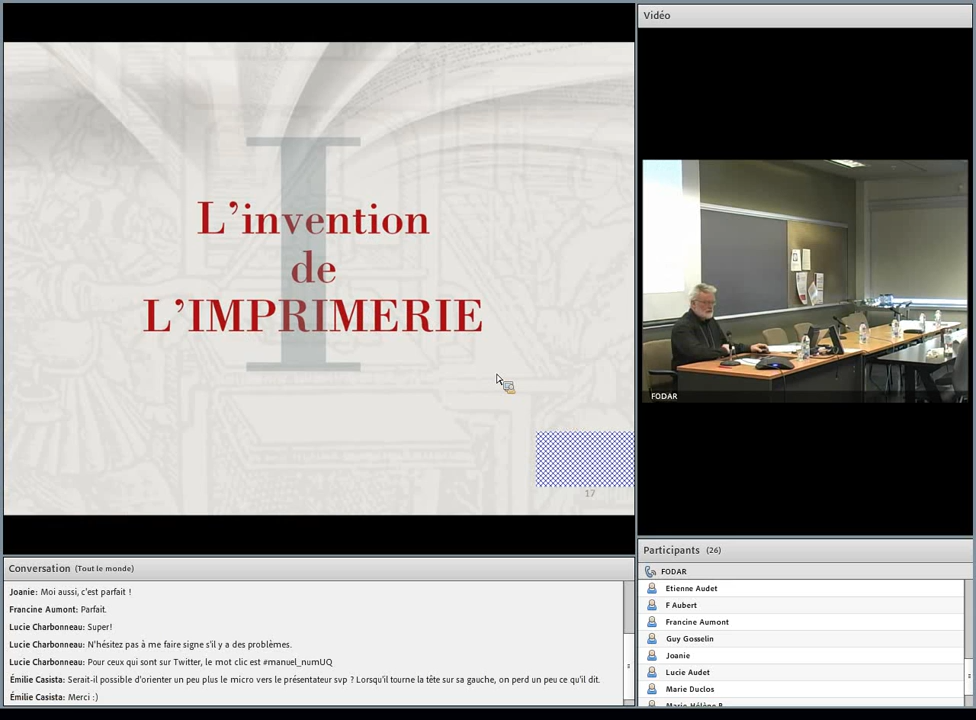 Vidéo
I
L’invention
de
L’IMPRIMERIE
17
FODAR
Conversation (Tout le monde)
Joanie: Moi aussi, c'est parfait !
Francine Aumont: Parfait.
Lucie Charbonneau: Super!
Lucie Charbonneau: N'hésitez pas à me faire signe s'il y a des problèmes.
Lucie Charbonneau: Pour ceux qui sont sur Twitter, le mot clic est #manuel_numUQ
Émilie Casista: Serait-il possible d'orienter un peu plus le micro vers le présentateur svp ? Lorsqu'il tourne la tête sur sa gauche, on perd un peu ce qu'il dit.
Émilie Casista: Merci :)
Participants (26)
FODAR
Etienne Audet
F Aubert
Francine Aumont
Guy Gosselin
Joanie
Lucie Audet
Marie Duclos
Marie-Hélène B